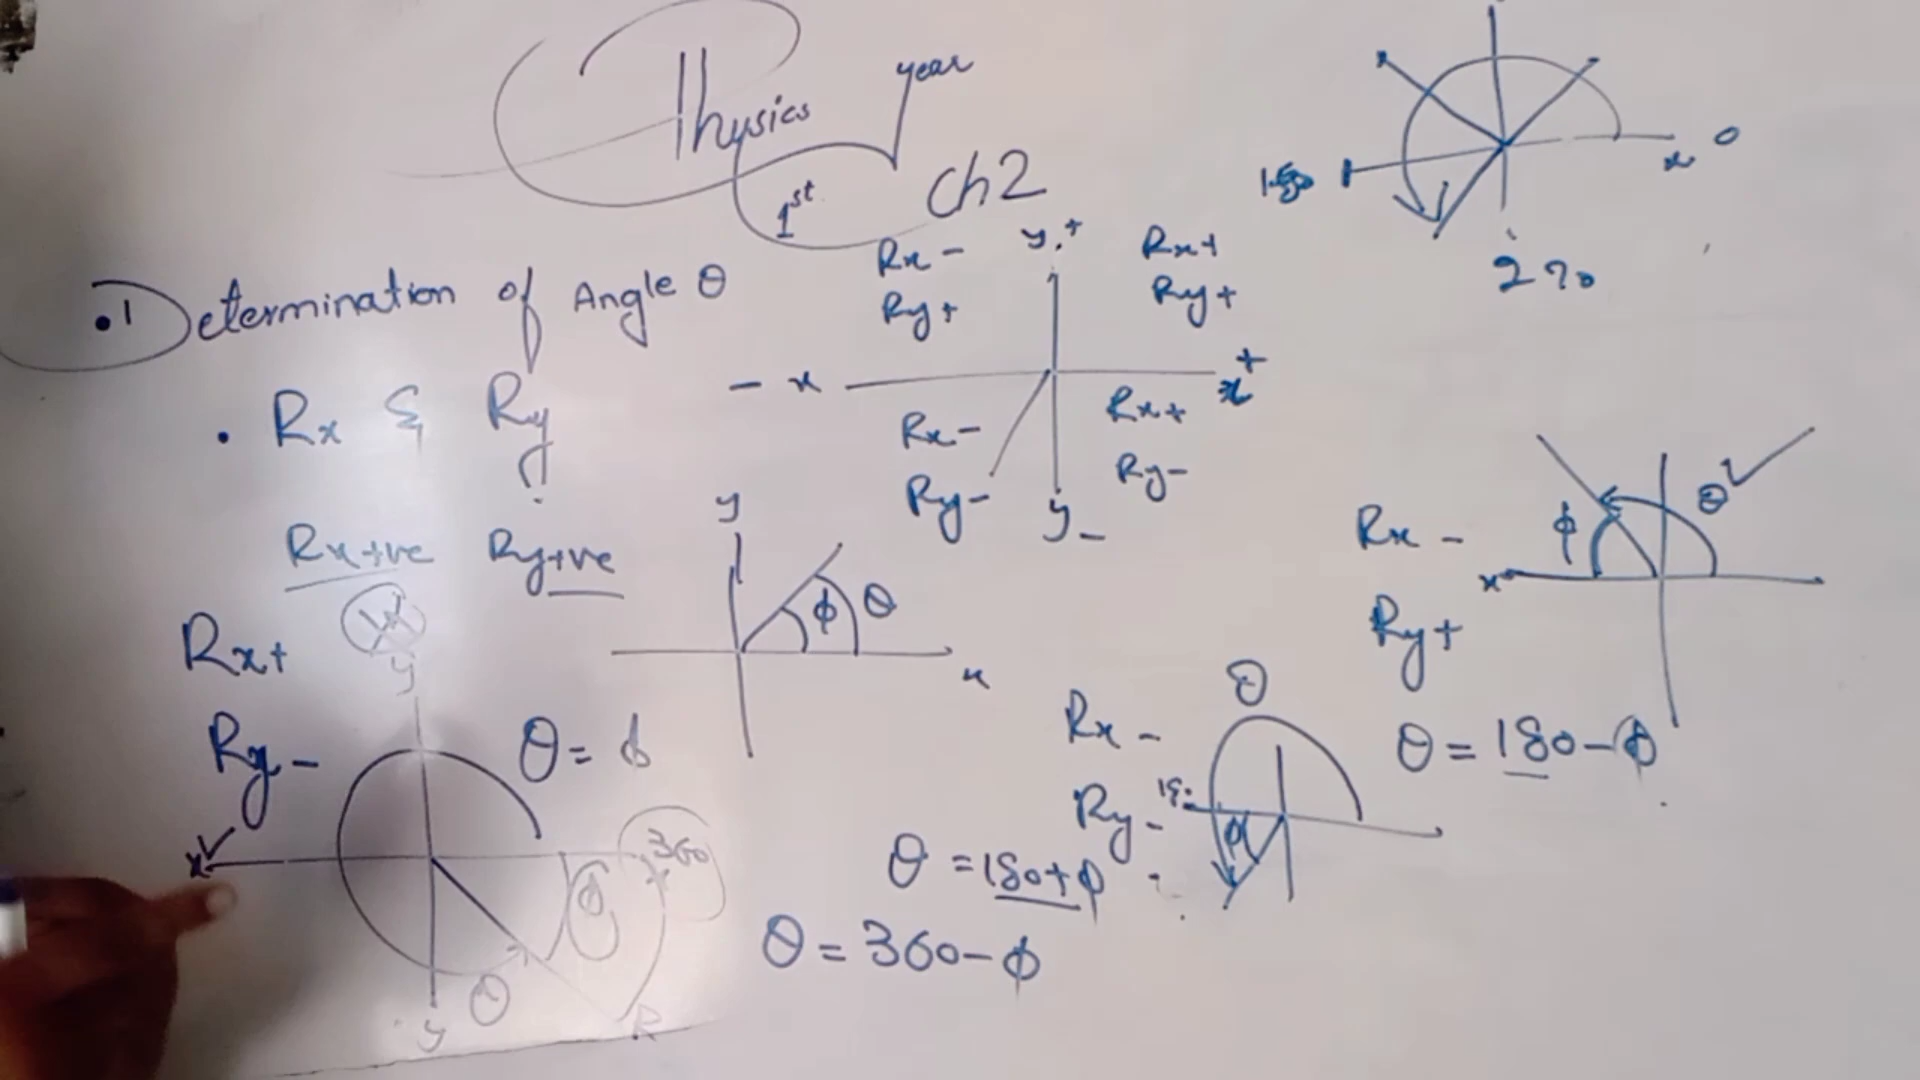 Physics
1st year
Ch2
x 0
180
270
.1 Determination of Angle θ
. Rx & Ry
Rx - y.+ Rx+
Ry+ Ry+
- x x+
Rx- Rx+
Ry- Ry-
y-
Rx+ve Ry+ve
y
ϕ θ
x
θ = ϕ
Rx -
Ry+
ϕ θ
x
θ = 180-ϕ
Rx -
Ry-
θ
180
ϕ
θ = 180+ϕ
Rx+
Ry-
y
x
360
ϕ
θ
R
y
θ = 360-ϕ